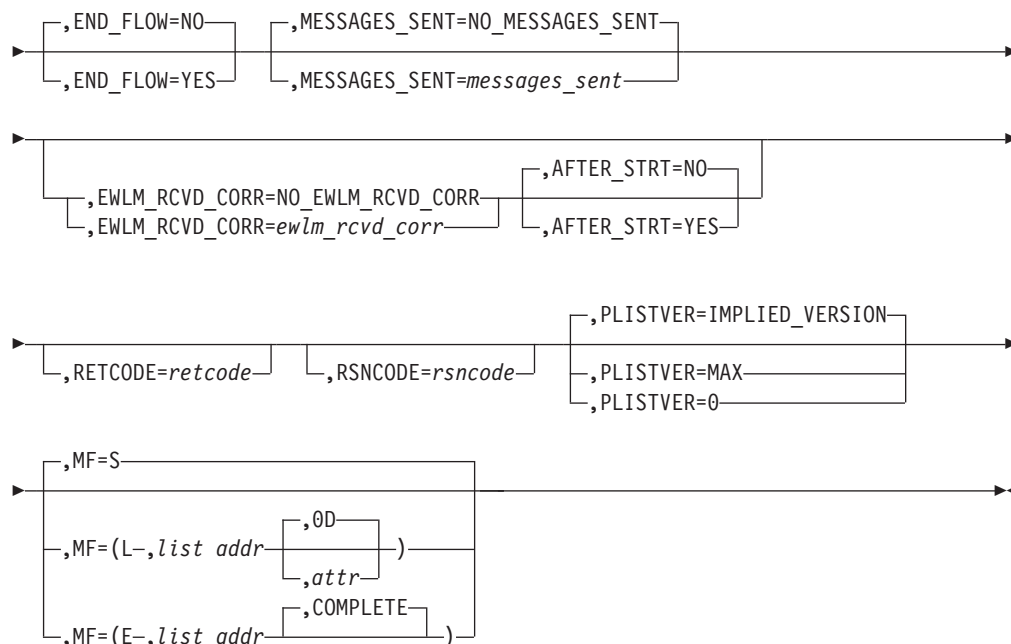 ,END_FLOW=NO ,MESSAGES_SENT=NO_MESSAGES_SENT
,END_FLOW=YES ,MESSAGES_SENT=messages_sent
,AFTER_STRT=NO
,EWLM_RCVD_CORR=NO_EWLM_RCVD_CORR
,EWLM_RCVD_CORR=ewlm_rcvd_corr ,AFTER_STRT=YES
,PLISTVER=IMPLIED_VERSION
,RETCODE=retcode ,RSNCODE=rsncode ,PLISTVER=MAX
,PLISTVER=0
,MF=S
,0D
,MF=(L ,list addr )
,attr
,COMPLETE
,MF=(E ,list addr )